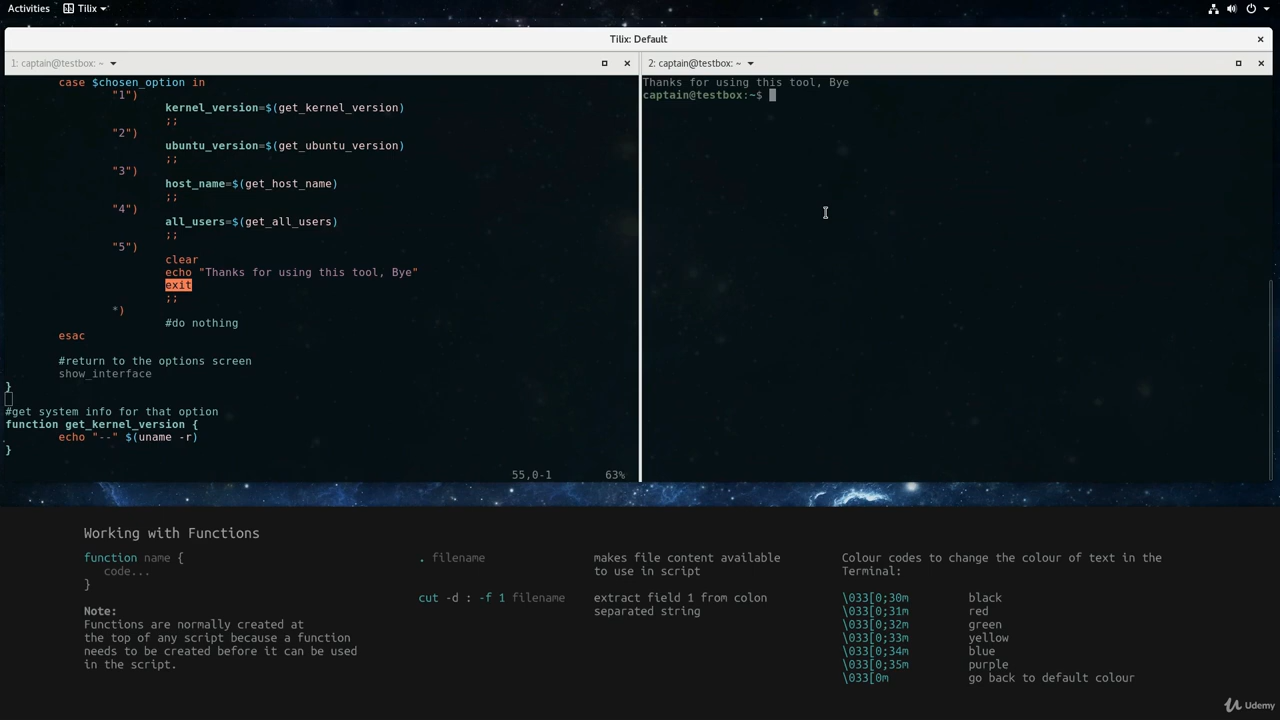 Activities Tilix
Tilix: Default
1: captain@testbox: ~
case $chosen_option in
"1")
kernel_version=$(get_kernel_version)
;;
"2")
ubuntu_version=$(get_ubuntu_version)
;;
"3")
host_name=$(get_host_name)
;;
"4")
all_users=$(get_all_users)
;;
"5")
clear
echo "Thanks for using this tool, Bye"
exit
;;
*)
#do nothing
esac
#return to the options screen
show_interface
}
#get system info for that option
function get_kernel_version {
echo "--" $(uname -r)
}
55,0-1 63%
2: captain@testbox: ~
Thanks for using this tool, Bye
captain@testbox:~$
Working with Functions
function name {
code...
}
Note:
Functions are normally created at
the top of any script because a function
needs to be created before it can be used
in the script.
. filename makes file content available
to use in script
cut -d : -f 1 filename extract field 1 from colon
separated string
Colour codes to change the colour of text in the
Terminal:
\033[0;30m black
\033[0;31m red
\033[0;32m green
\033[0;33m yellow
\033[0;34m blue
\033[0;35m purple
\033[0m go back to default colour
Udemy